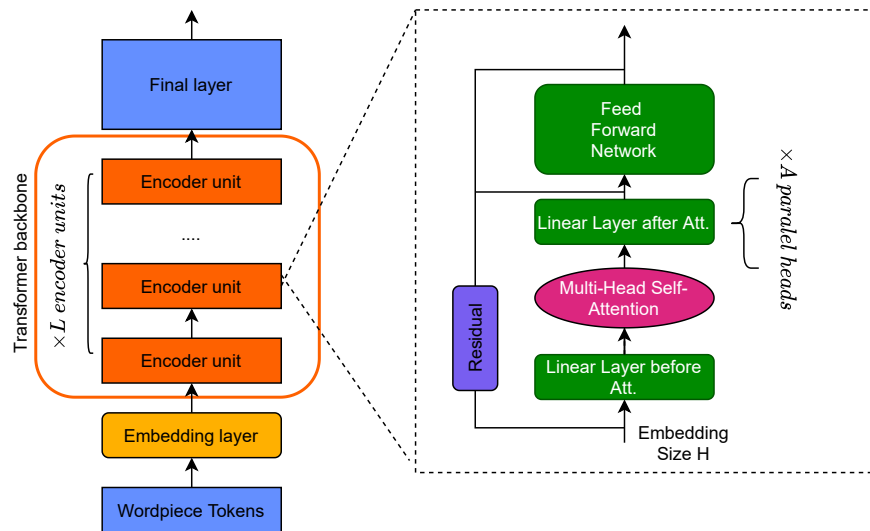 Final layer
Encoder unit
....
Encoder unit
Encoder unit
Embedding layer
Wordpiece Tokens
Transformer backbone
×L encoder units
Feed
Forward
Network
Linear Layer after Att.
Multi-Head Self-
Attention
Linear Layer before
Att.
Residual
Embedding
Size H
×A paralel heads